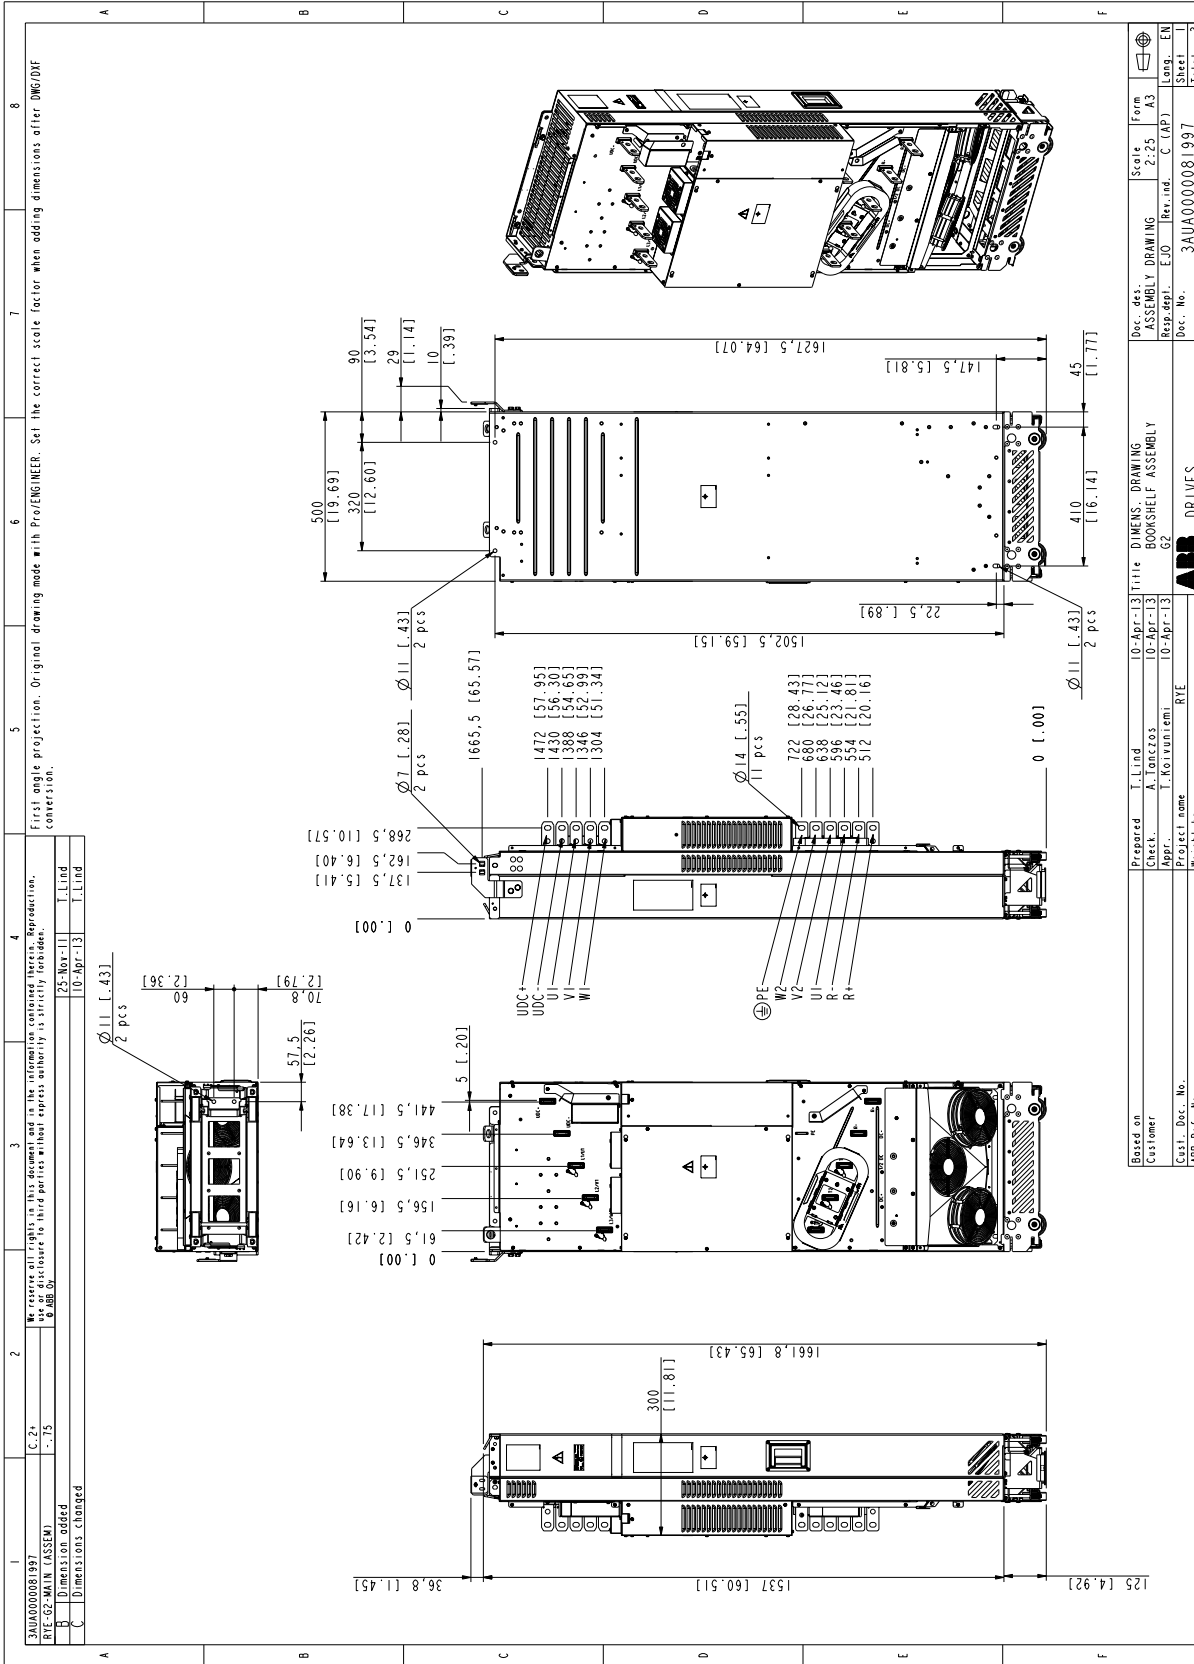 3AUA0000081997
C.2+
RYE-G2-MAIN (ASSEM)
-.75
B
Dimension added
25-Nov-11
T.Lind
C
Dimensions changed
10-Apr-13
T.Lind
We reserve all rights in this document and in the information contained therein. Reproduction,
use or disclosure to third parties without express authority is strictly forbidden.
© ABB Oy
First angle projection. Original drawing made with Pro/ENGINEER. Set the correct scale factor when adding dimensions after DWG/DXF
conversion.
1
2
3
4
5
6
7
8
A
B
C
D
E
F
A
B
C
D
E
F
Ø11 [.43]
2 pcs
60
[2.36]
70,8
[2.79]
57,5
[2.26]
36,8 [1.45]
1537 [60.51]
125 [4.92]
300
[11.81]
1661,8 [65.43]
0 [.00]
61,5 [2.42]
156,5 [6.16]
251,5 [9.90]
346,5 [13.64]
441,5 [17.38]
5 [.20]
0 [.00]
137,5 [5.41]
162,5 [6.40]
268,5 [10.57]
UDC+
UDC-
U1
V1
W1
PE
W2
V2
U1
R-
R+
Ø7 [.28]
2 pcs
1665,5 [65.57]
1472 [57.95]
1430 [56.30]
1388 [54.65]
1346 [52.99]
1304 [51.34]
Ø14 [.55]
11 pcs
722 [28.43]
680 [26.77]
638 [25.12]
596 [23.46]
554 [21.81]
512 [20.16]
0 [.00]
Ø11 [.43]
2 pcs
500
[19.69]
320
[12.60]
90
[3.54]
29
[1.14]
10
[.39]
1502,5 [59.15]
22,5 [.89]
1627,5 [64.07]
147,5 [5.81]
410
[16.14]
45
[1.77]
Ø11 [.43]
2 pcs
Based on
Customer
Cust. Doc. No.
Prepared
T.Lind
10-Apr-13
Check.
A.Tanczos
10-Apr-13
Appr.
T.Koivuniemi
10-Apr-13
Project name
RYE
Title
DIMENS. DRAWING
BOOKSHELF ASSEMBLY
G2
ABB
DRIVES
Doc. des.
ASSEMBLY DRAWING
Scale
2:25
Form
A3
Resp.dept.
EJO
Rev.ind.
C (AP)
Lang.
EN
Doc. No.
3AUA0000081997
Sheet
1